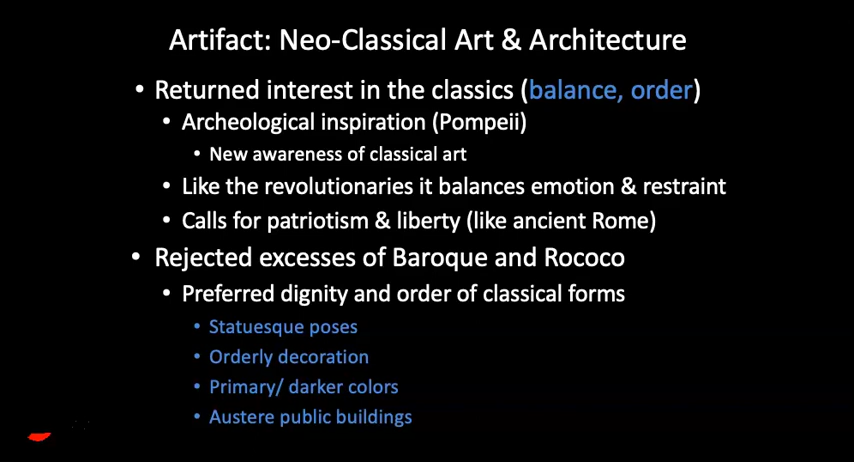 Artifact: Neo-Classical Art & Architecture
• Returned interest in the classics (balance, order)
• Archeological inspiration (Pompeii)
• New awareness of classical art
• Like the revolutionaries it balances emotion & restraint
• Calls for patriotism & liberty (like ancient Rome)
• Rejected excesses of Baroque and Rococo
• Preferred dignity and order of classical forms
• Statuesque poses
• Orderly decoration
• Primary/ darker colors
• Austere public buildings